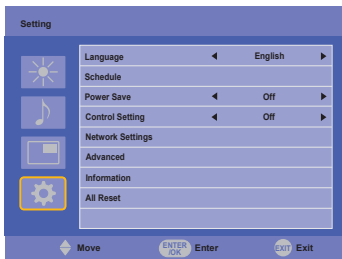 Setting
Language English
Schedule
Power Save Off
Control Setting Off
Network Settings
Advanced
Information
All Reset
Move ENTER /OK Enter EXIT Exit